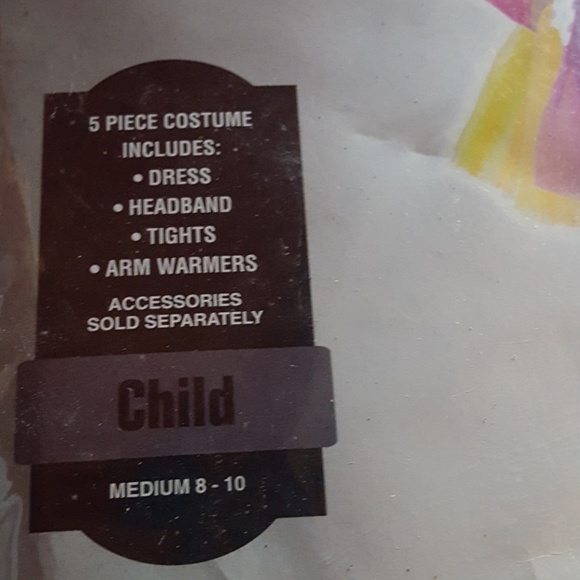 5 PIECE COSTUME
INCLUDES:
• DRESS
• HEADBAND
• TIGHTS
• ARM WARMERS
ACCESSORIES
SOLD SEPARATELY
Child
MEDIUM 8 - 10